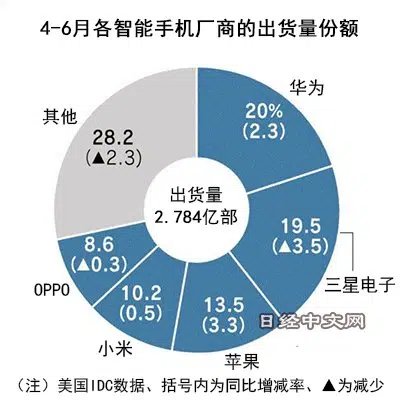 4-6月各智能手机厂商的出货量份额
华为
20%
(2.3)
19.5
(▲3.5)
三星电子
13.5
(3.3)
苹果
10.2
(0.5)
小米
8.6
(▲0.3)
OPPO
其他
28.2
(▲2.3)
出货量
2.784亿部
日经中文网
（注）美国IDC数据、括号内为同比增减率、▲为减少